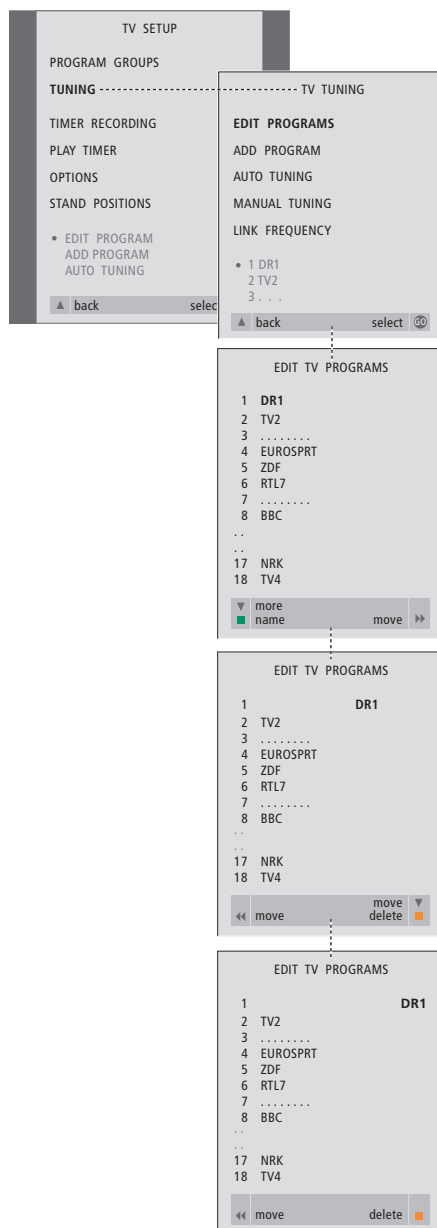 TV SETUP
PROGRAM GROUPS
TUNING
TIMER RECORDING
PLAY TIMER
OPTIONS
STAND POSITIONS
• EDIT PROGRAM
ADD PROGRAM
AUTO TUNING
▲ back selec
TV TUNING
EDIT PROGRAMS
ADD PROGRAM
AUTO TUNING
MANUAL TUNING
LINK FREQUENCY
• 1 DR1
2 TV2
3 . . .
▲ back select GO
EDIT TV PROGRAMS
1 DR1
2 TV2
3 . . . . . . . .
4 EUROSPRT
5 ZDF
6 RTL7
7 . . . . . . . .
8 BBC
. .
. .
17 NRK
18 TV4
▼ more
name move
EDIT TV PROGRAMS
1 DR1
2 TV2
3 . . . . . . . .
4 EUROSPRT
5 ZDF
6 RTL7
7 . . . . . . . .
8 BBC
. .
. .
17 NRK
18 TV4
move ▼
move delete
EDIT TV PROGRAMS
1 DR1
2 TV2
3 . . . . . . . .
4 EUROSPRT
5 ZDF
6 RTL7
7 . . . . . . . .
8 BBC
. .
. .
17 NRK
18 TV4
move delete